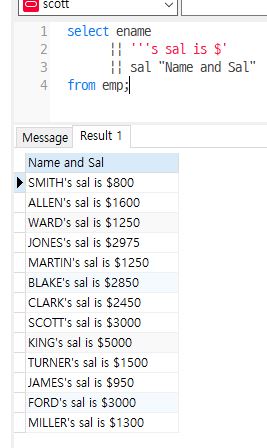 scott
1 select ename
2 || '''s sal is $'
3 || sal "Name and Sal"
4 from emp;
Message Result 1
Name and Sal
SMITH's sal is $800
ALLEN's sal is $1600
WARD's sal is $1250
JONES's sal is $2975
MARTIN's sal is $1250
BLAKE's sal is $2850
CLARK's sal is $2450
SCOTT's sal is $3000
KING's sal is $5000
TURNER's sal is $1500
JAMES's sal is $950
FORD's sal is $3000
MILLER's sal is $1300